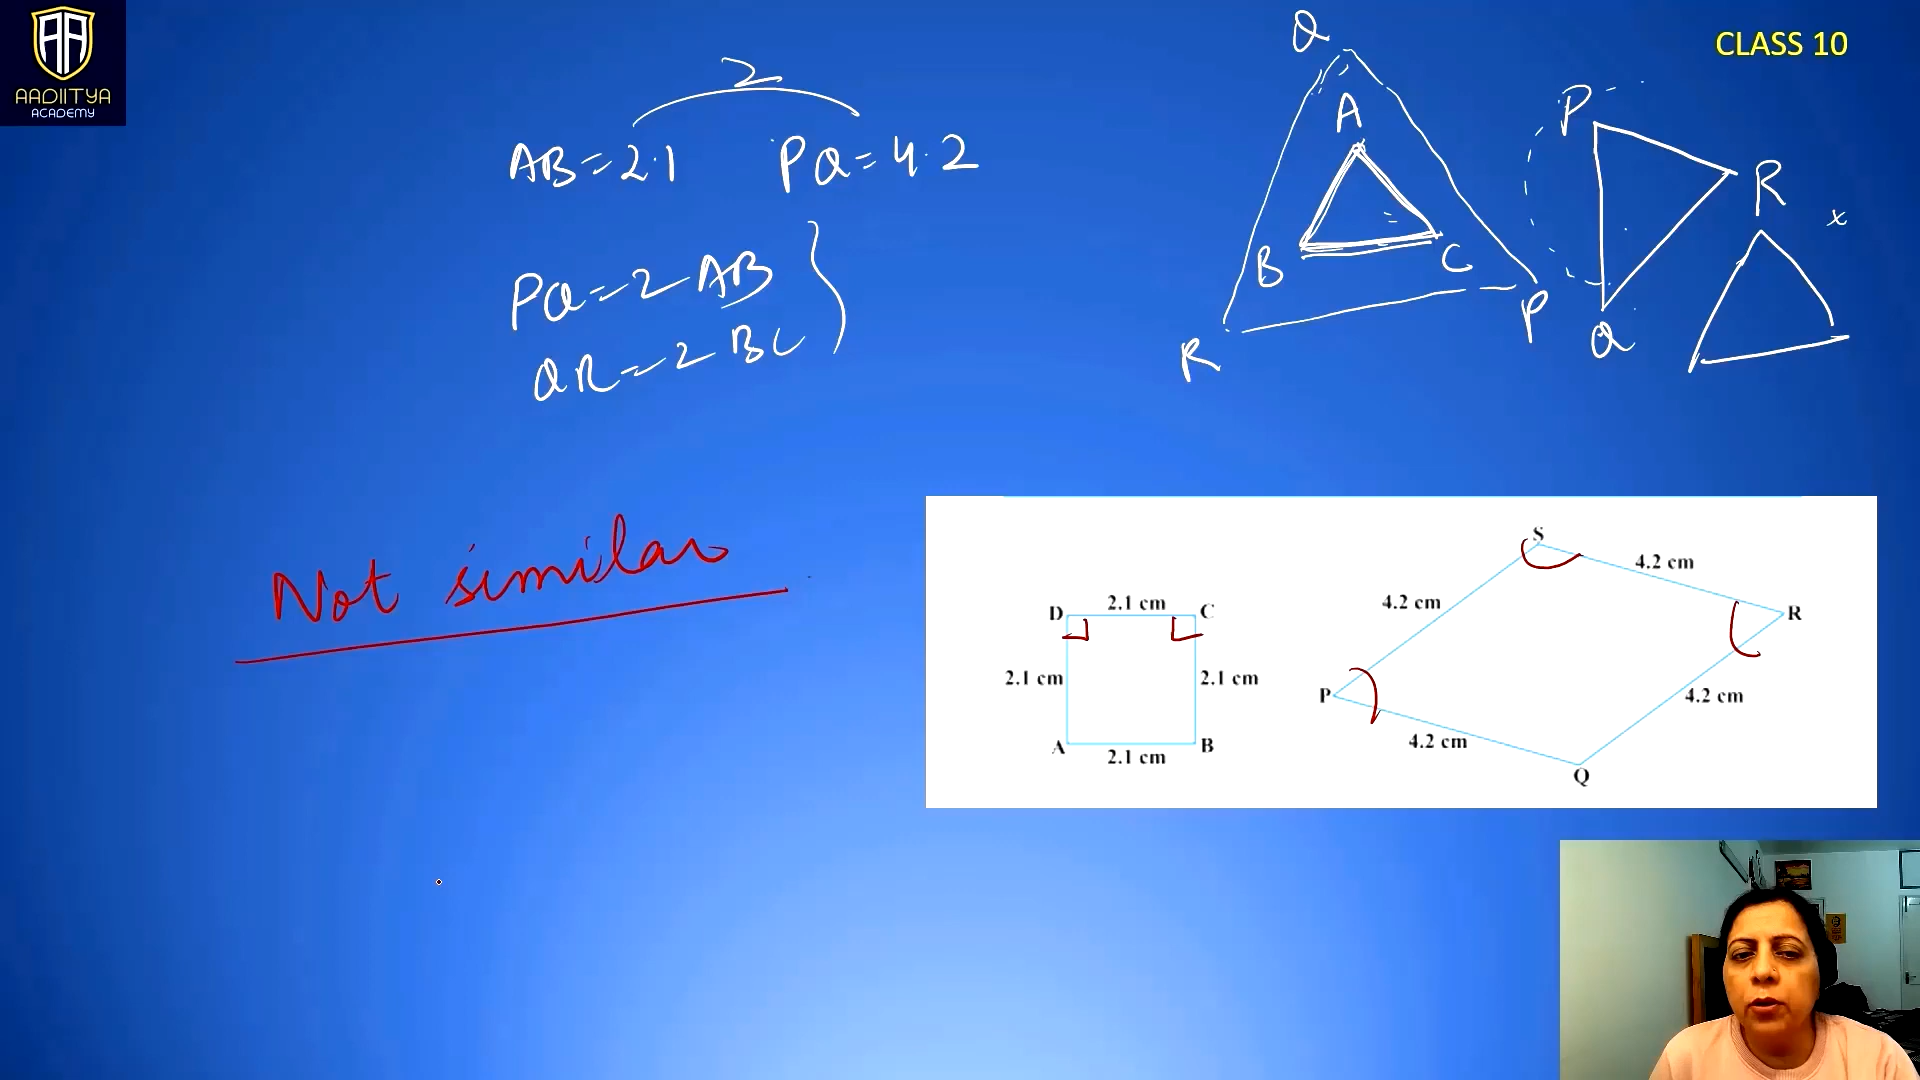 AADIITYA
ACADEMY
CLASS 10
2
AB = 2.1 PQ = 4.2
PQ = 2 AB
QR = 2 BC
Q
A
B
C
R
P
P
R
Q
x
Not similar
S
4.2 cm
4.2 cm
D 2.1 cm C
R
2.1 cm 2.1 cm
P
4.2 cm
4.2 cm
A B
2.1 cm
Q